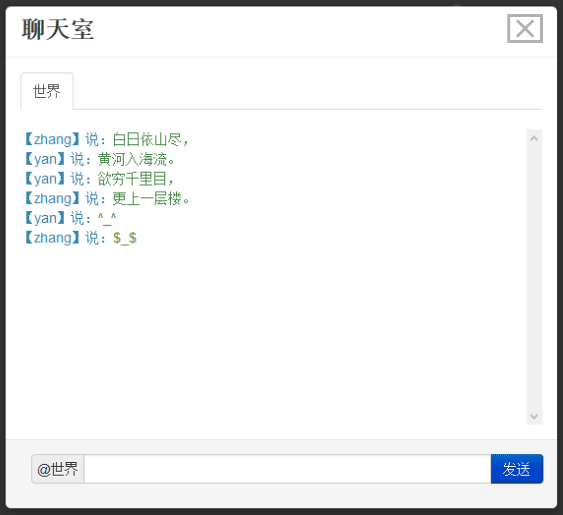 聊天室
世界
【zhang】说：白日依山尽，
【yan】说：黄河入海流。
【yan】说：欲穷千里目，
【zhang】说：更上一层楼。
【yan】说：^_^
【zhang】说：$_$
@世界
发送